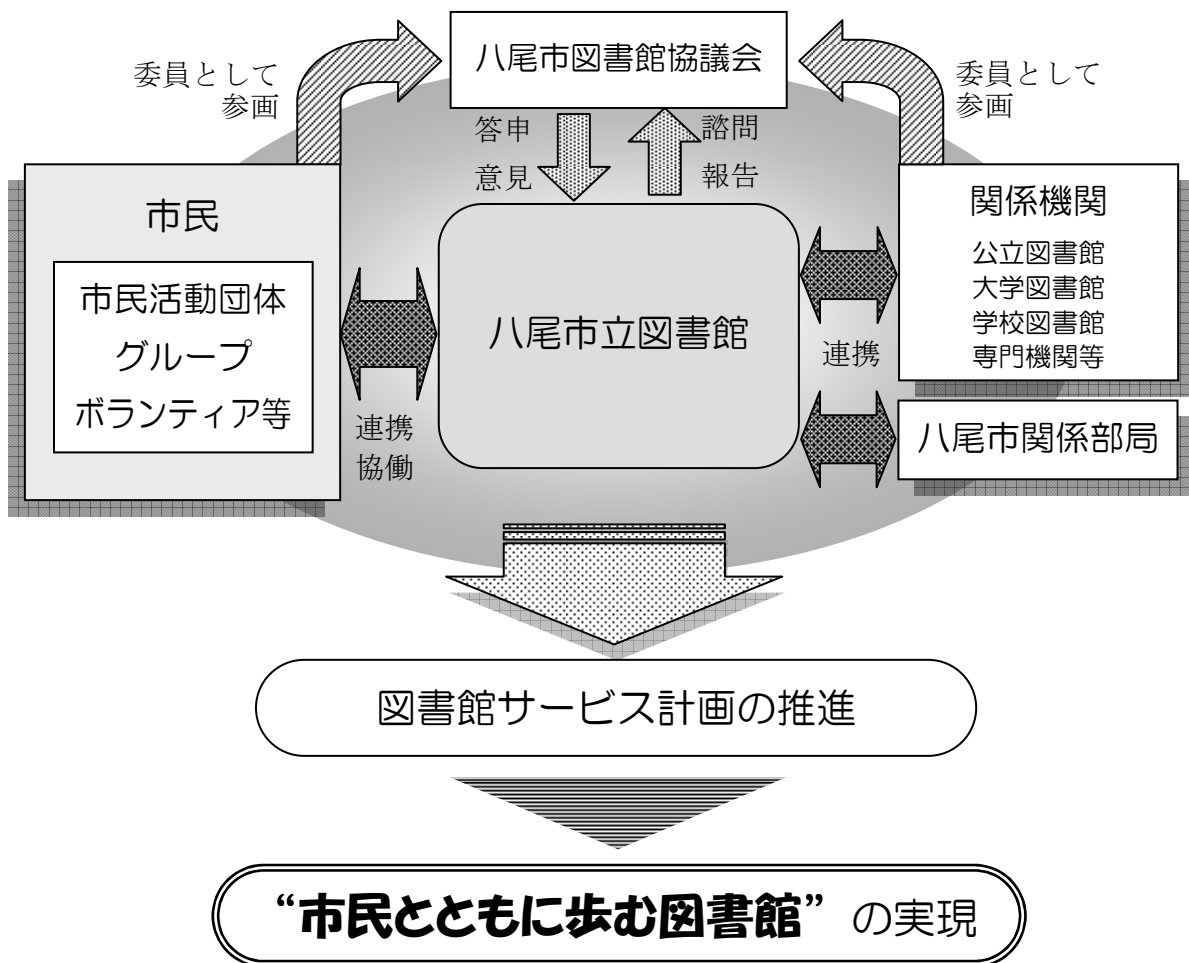 八尾市図書館協議会
委員として
参画
委員として
参画
答申
意見
諮問
報告
市民
市民活動団体
グループ
ボランティア等
連携
協働
八尾市立図書館
連携
関係機関
公立図書館
大学図書館
学校図書館
専門機関等
八尾市関係部局
図書館サービス計画の推進
“市民とともに歩む図書館” の実現